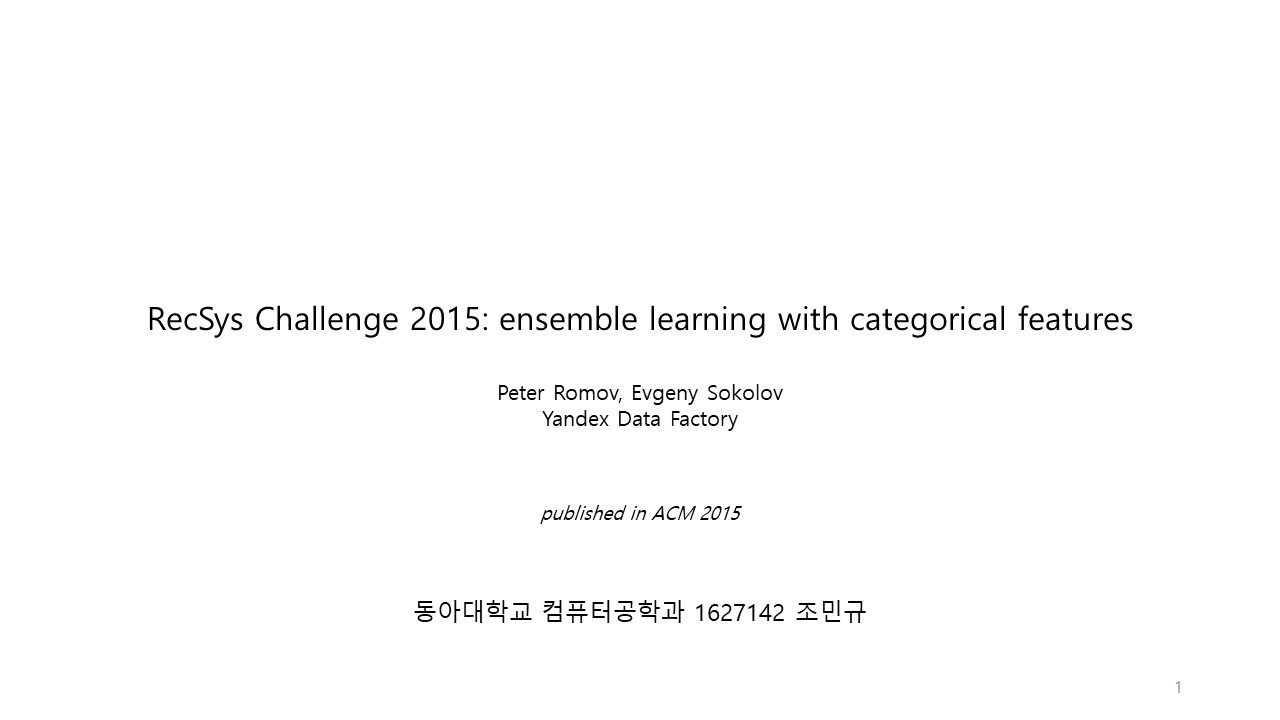 RecSys Challenge 2015: ensemble learning with categorical features
Peter Romov, Evgeny Sokolov
Yandex Data Factory
published in ACM 2015
동아대학교 컴퓨터공학과 1627142 조민규
1